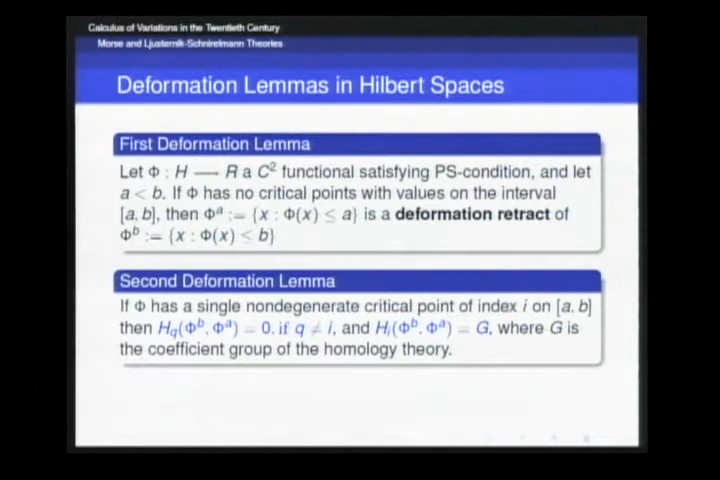 Calculus of Variations in the Twentieth Century
Morse and Ljusternik-Schnirelmann Theories
Deformation Lemmas in Hilbert Spaces
First Deformation Lemma
Let Φ : H — R a C² functional satisfying PS-condition, and let
a < b. If Φ has no critical points with values on the interval
[a, b], then Φᵃ := {x : Φ(x) ≤ a} is a deformation retract of
Φᵇ := {x : Φ(x) ≤ b}
Second Deformation Lemma
If Φ has a single nondegenerate critical point of index i on [a, b]
then H_q(Φᵇ, Φᵃ) = 0, if q ≠ i, and H_i(Φᵇ, Φᵃ) = G, where G is
the coefficient group of the homology theory.